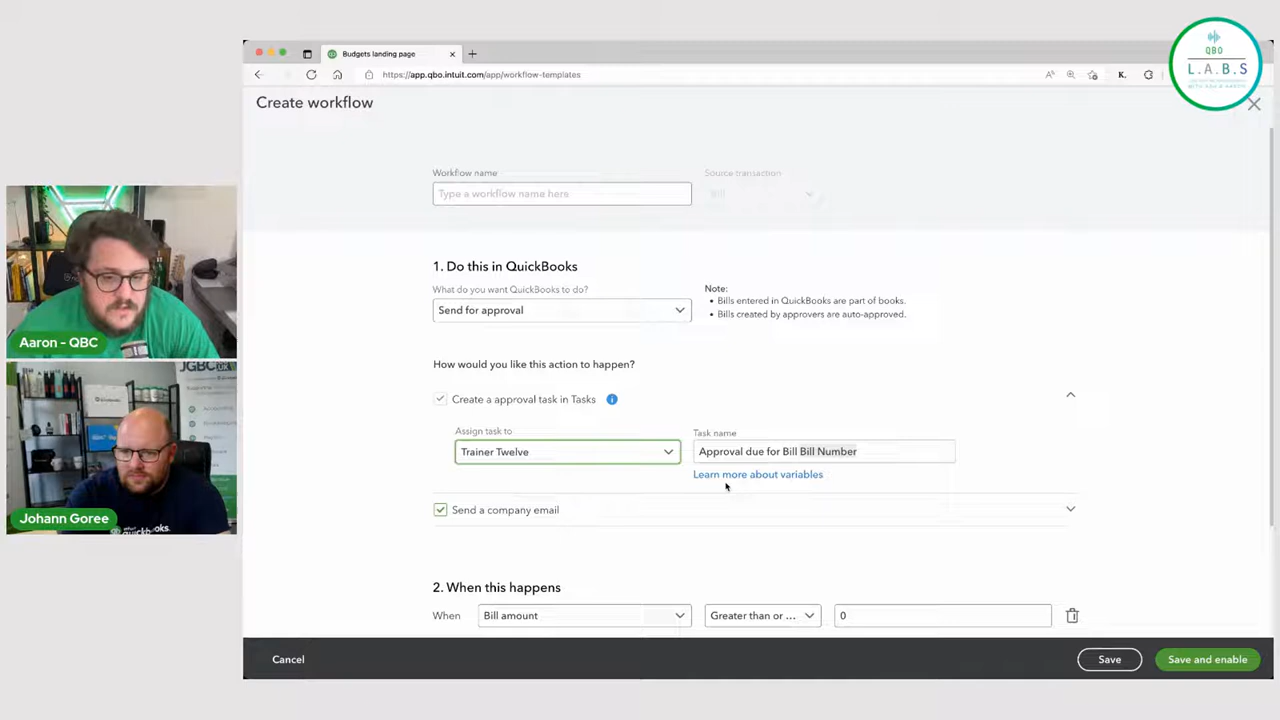 Budgets landing page
https://app.qbo.intuit.com/app/workflow-templates
K.
QBO
L.A.B.S
Create workflow
Workflow name
Source transaction
Type a workflow name here
Bill
1. Do this in QuickBooks
What do you want QuickBooks to do?
Send for approval
Note:
• Bills entered in QuickBooks are part of books.
• Bills created by approvers are auto-approved.
How would you like this action to happen?
Create a approval task in Tasks
Assign task to
Task name
Trainer Twelve
Approval due for Bill Bill Number
Learn more about variables
Send a company email
2. When this happens
When
Bill amount
Greater than or ...
0
Cancel
Save
Save and enable
Aaron - QBC
JGBC
Johann Goree
quickbooks.